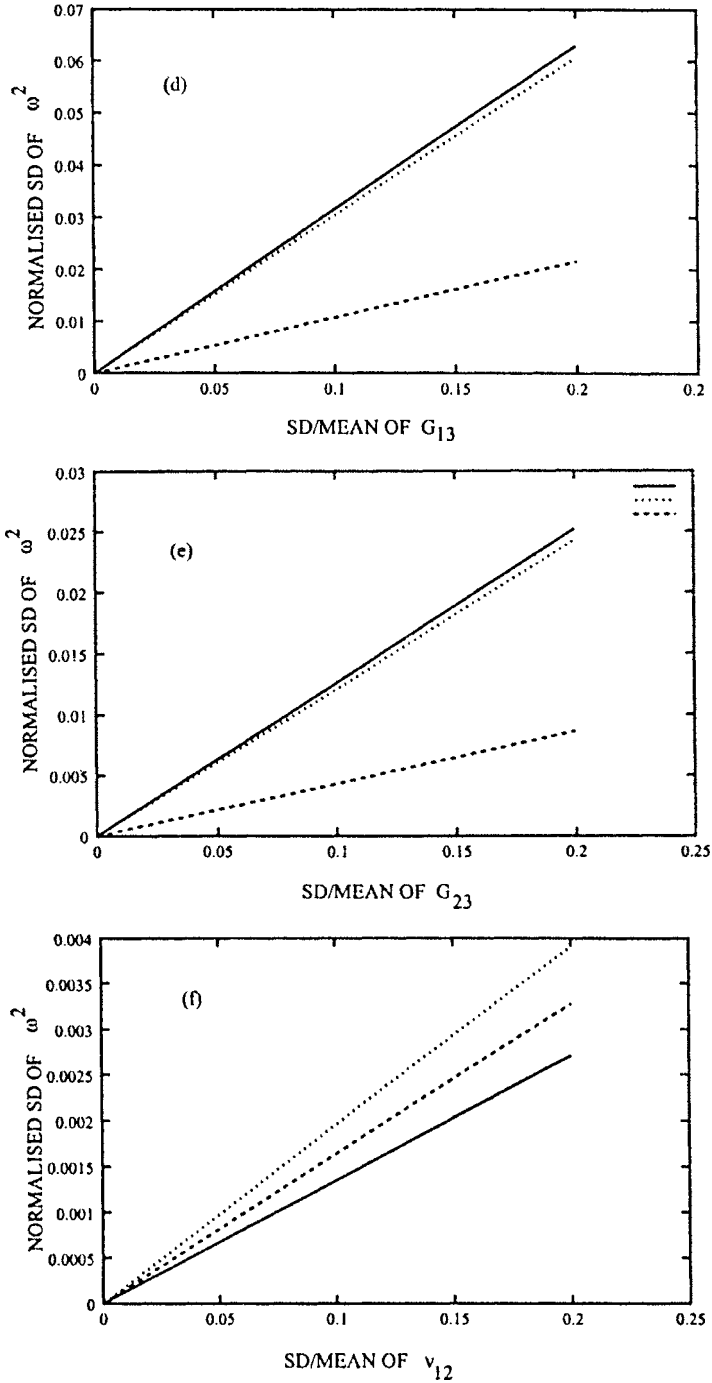 0.07
0.06
0.05
0.04
0.03
0.02
0.01
0
NORMALISED SD OF ω²
(d)
0 0.05 0.1 0.15 0.2 0.2
SD/MEAN OF G₁₃
0.03
0.025
0.02
0.015
0.01
0.005
0
NORMALISED SD OF ω²
(e)
0 0.05 0.1 0.15 0.2 0.25
SD/MEAN OF G₂₃
0.004
0.0035
0.003
0.0025
0.002
0.0015
0.001
0.0005
0
NORMALISED SD OF ω²
(f)
0 0.05 0.1 0.15 0.2 0.25
SD/MEAN OF ν₁₂